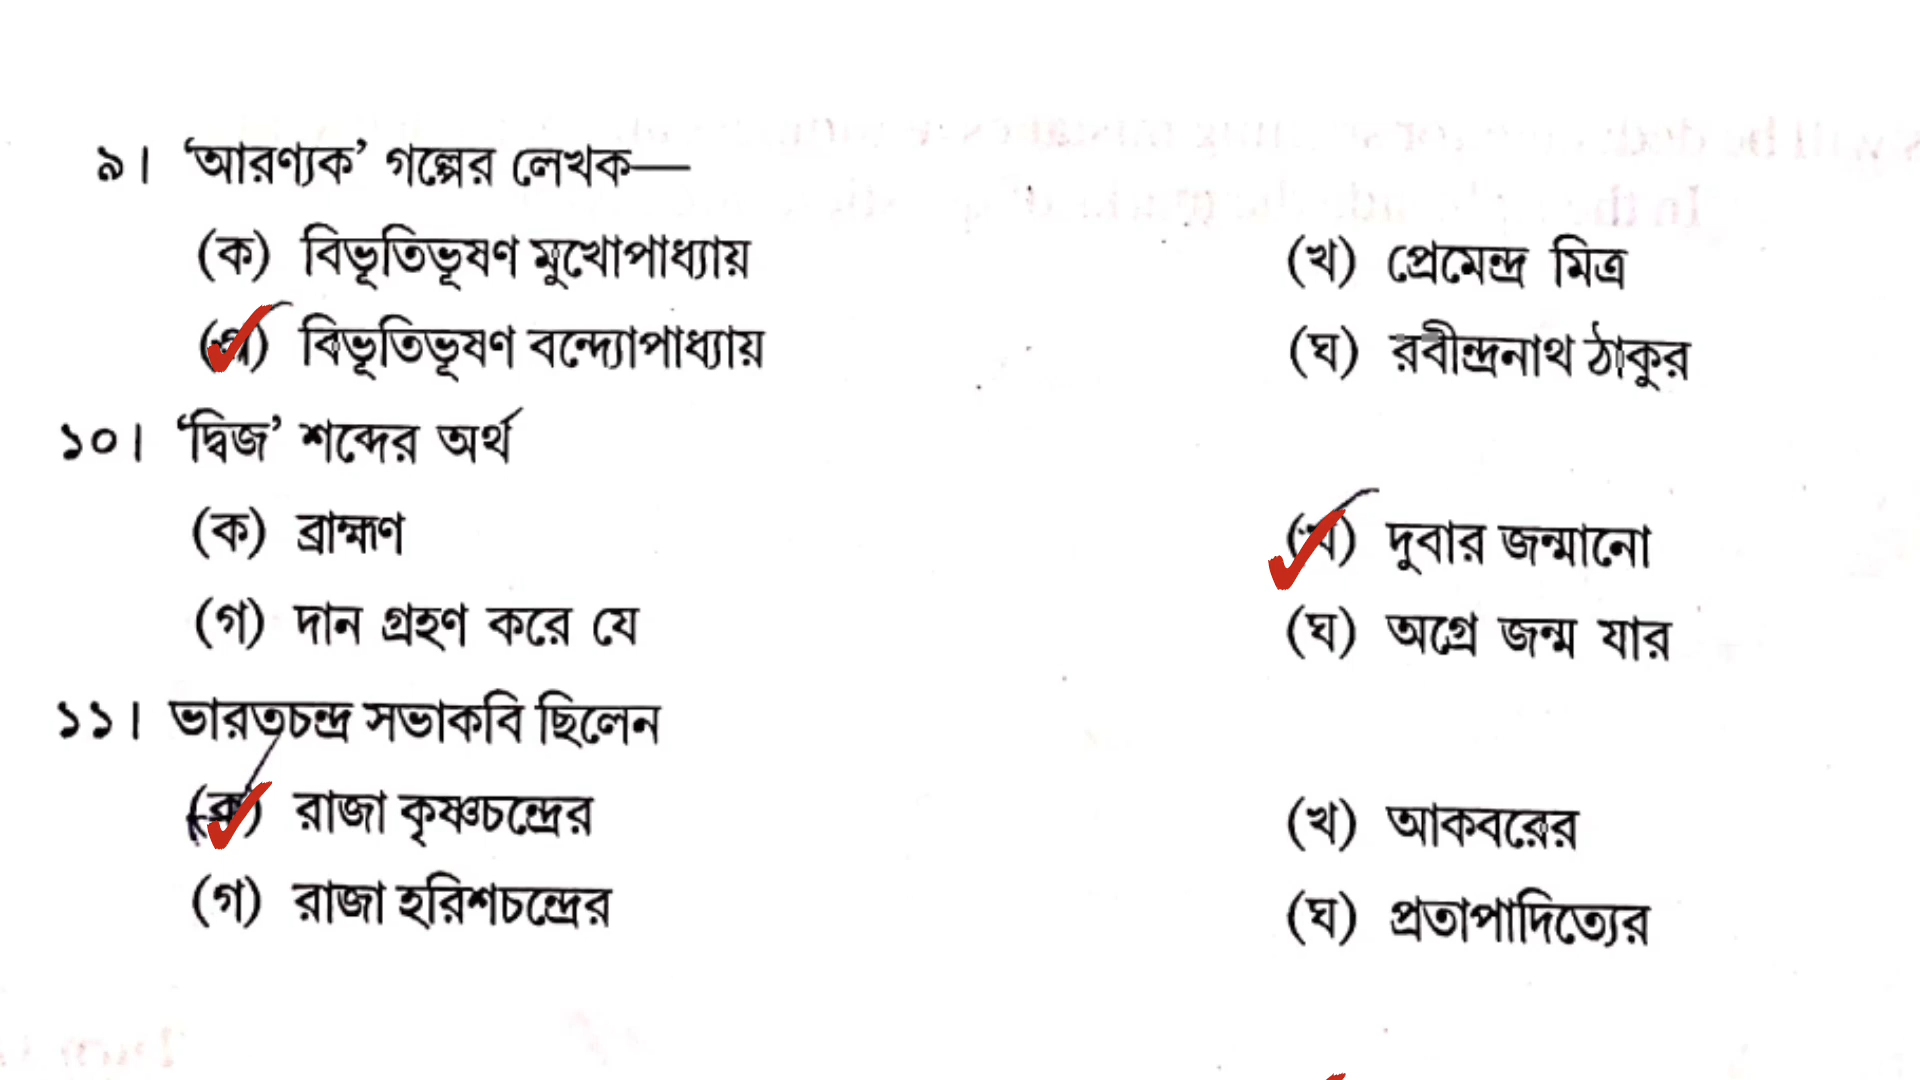 ৯। ‘আরণ্যক’ গল্পের লেখক—
(ক) বিভূতিভূষণ মুখোপাধ্যায় (খ) প্রেমেন্দ্র মিত্র
(গ) বিভূতিভূষণ বন্দ্যোপাধ্যায় (ঘ) রবীন্দ্রনাথ ঠাকুর
১০। ‘দ্বিজ’ শব্দের অর্থ
(ক) ব্রাহ্মণ (খ) দুবার জন্মানো
(গ) দান গ্রহণ করে যে (ঘ) অগ্রে জন্ম যার
১১। ভারতচন্দ্র সভাকবি ছিলেন
(ক) রাজা কৃষ্ণচন্দ্রের (খ) আকবরের
(গ) রাজা হরিশচন্দ্রের (ঘ) প্রতাপাদিত্যের